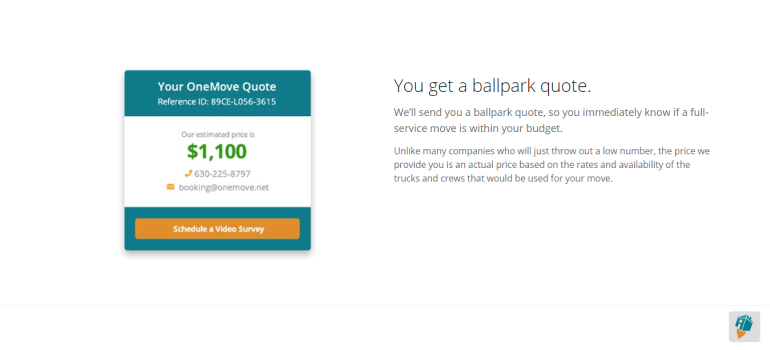 Your OneMove Quote
Reference ID: 89CE-L056-3615
Our estimated price is
$1,100
630-225-8797
booking@onemove.net
Schedule a Video Survey
You get a ballpark quote.
We'll send you a ballpark quote, so you immediately know if a full-
service move is within your budget.
Unlike many companies who will just throw out a low number, the price we
provide you is an actual price based on the rates and availability of the
trucks and crews that would be used for your move.